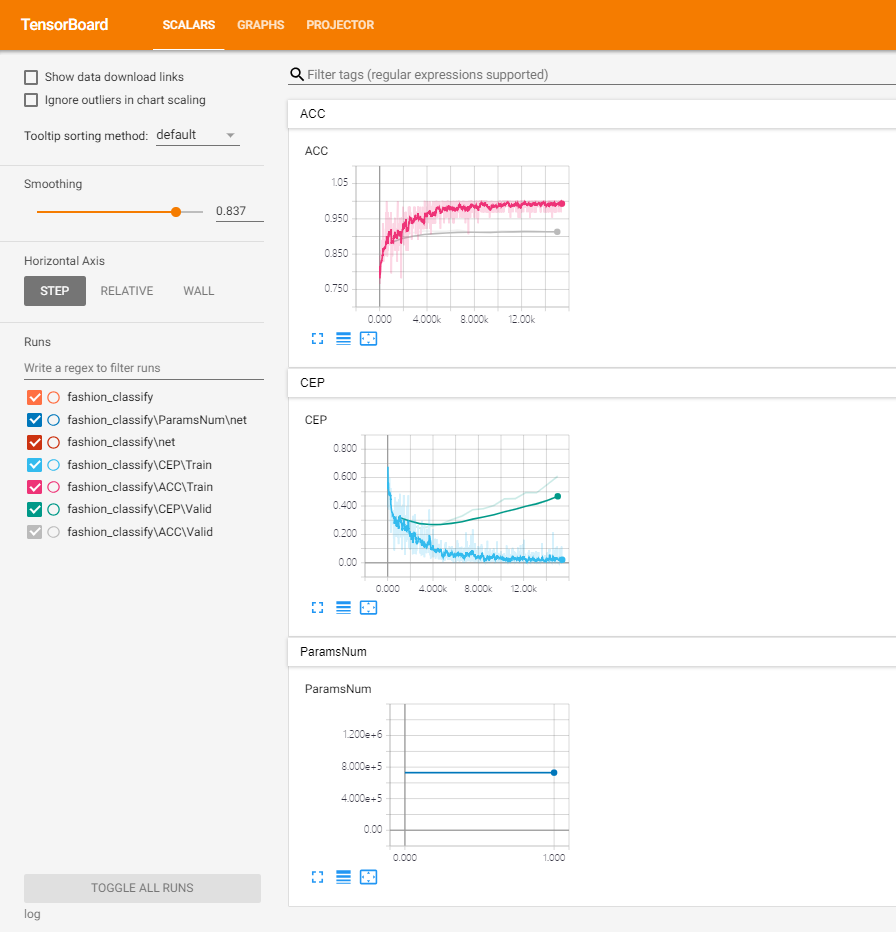 TensorBoard SCALARS GRAPHS PROJECTOR
Show data download links
Ignore outliers in chart scaling
Tooltip sorting method: default
Smoothing
0.837
Horizontal Axis
STEP RELATIVE WALL
Runs
Write a regex to filter runs
fashion_classify
fashion_classify\ParamsNum\net
fashion_classify\net
fashion_classify\CEP\Train
fashion_classify\ACC\Train
fashion_classify\CEP\Valid
fashion_classify\ACC\Valid
TOGGLE ALL RUNS
log
Filter tags (regular expressions supported)
ACC
ACC
1.05
0.950
0.850
0.750
0.000 4.000k 8.000k 12.00k
CEP
CEP
0.800
0.600
0.400
0.200
0.00
0.000 4.000k 8.000k 12.00k
ParamsNum
ParamsNum
1.200e+6
8.000e+5
4.000e+5
0.00
0.000 1.000